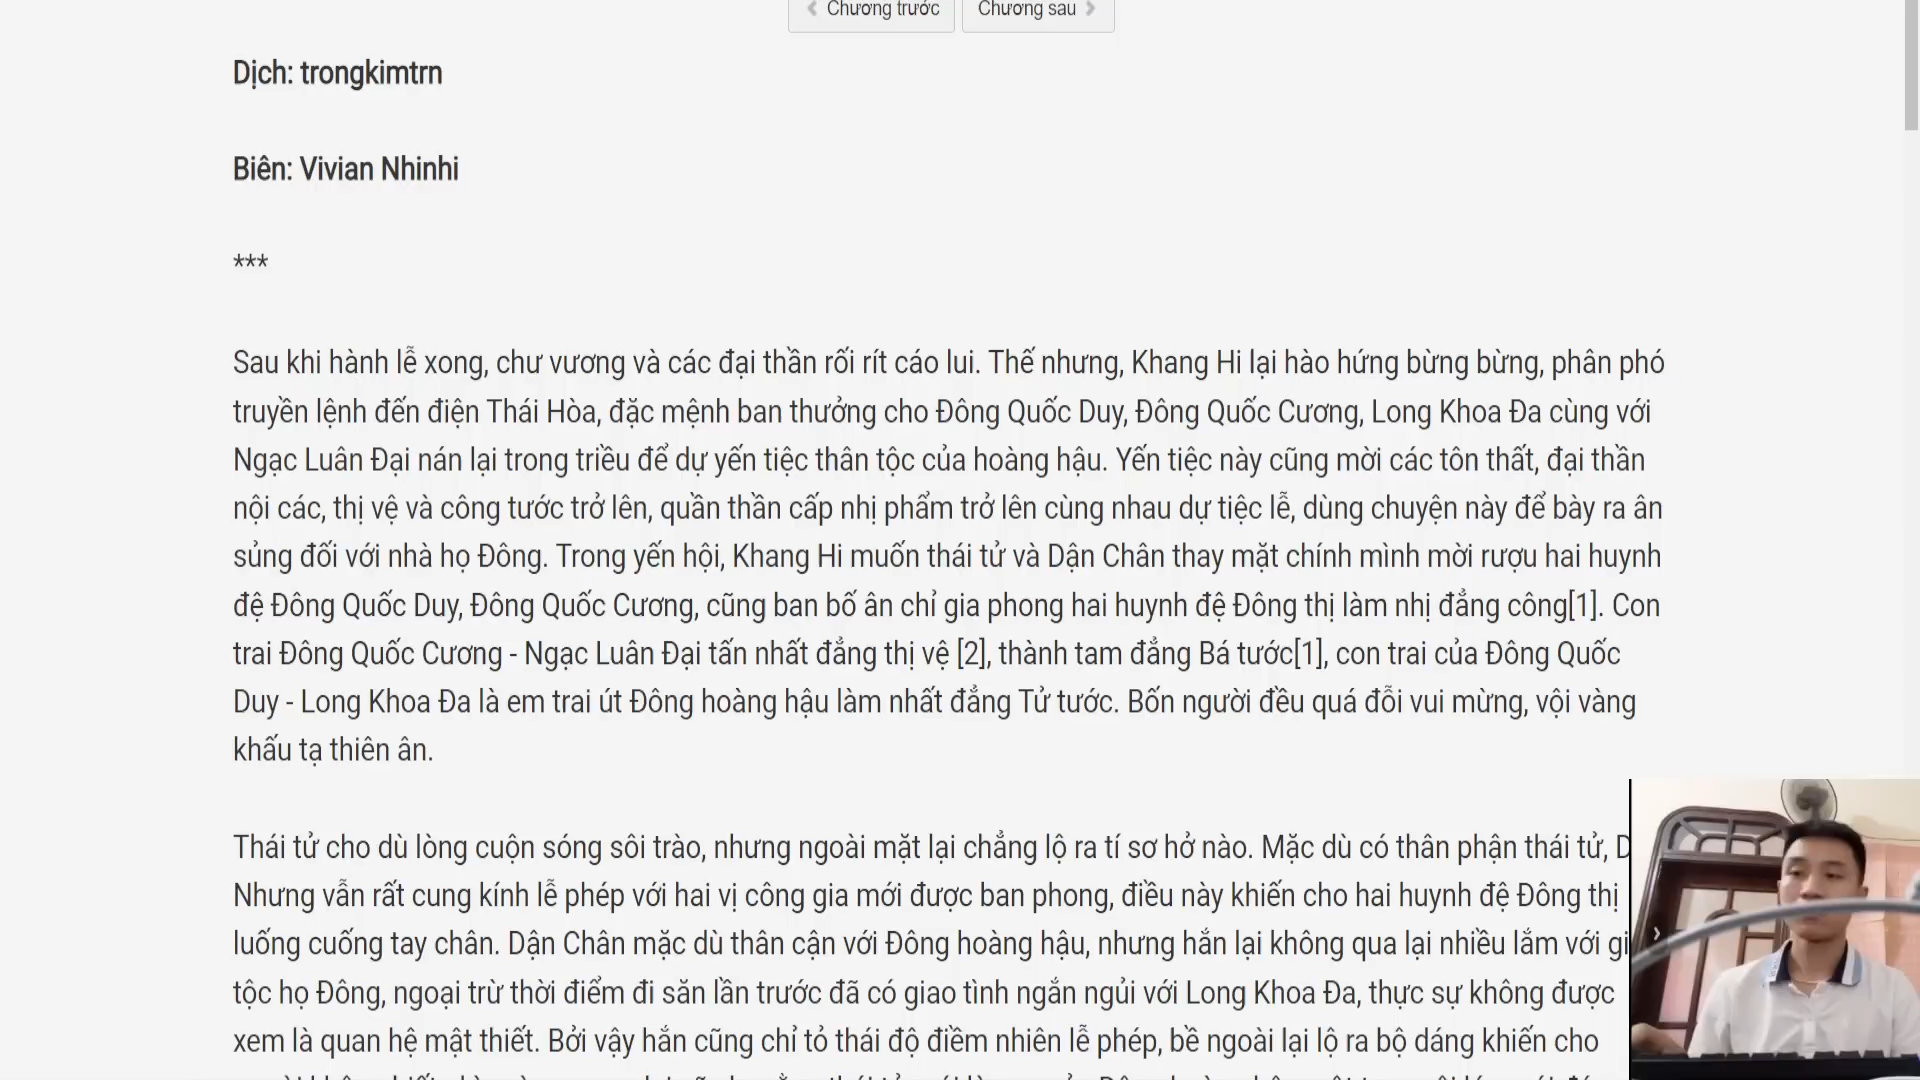 Chương trước Chương sau
Dịch: trongkimtrn
Biên: Vivian Nhinhi
***
Sau khi hành lễ xong, chư vương và các đại thần rối rít cáo lui. Thế nhưng, Khang Hi lại hào hứng bừng bừng, phân phó
truyền lệnh đến điện Thái Hòa, đặc mệnh ban thưởng cho Đông Quốc Duy, Đông Quốc Cương, Long Khoa Đa cùng với
Ngạc Luân Đại nán lại trong triều để dự yến tiệc thân tộc của hoàng hậu. Yến tiệc này cũng mời các tôn thất, đại thần
nội các, thị vệ và công tước trở lên, quần thần cấp nhị phẩm trở lên cùng nhau dự tiệc lễ, dùng chuyện này để bày ra ân
sủng đối với nhà họ Đông. Trong yến hội, Khang Hi muốn thái tử và Dận Chân thay mặt chính mình mời rượu hai huynh
đệ Đông Quốc Duy, Đông Quốc Cương, cũng ban bố ân chỉ gia phong hai huynh đệ Đông thị làm nhị đẳng công[1]. Con
trai Đông Quốc Cương - Ngạc Luân Đại tấn nhất đẳng thị vệ [2], thành tam đẳng Bá tước[1], con trai của Đông Quốc
Duy - Long Khoa Đa là em trai út Đông hoàng hậu làm nhất đẳng Tử tước. Bốn người đều quá đỗi vui mừng, vội vàng
khấu tạ thiên ân.
Thái tử cho dù lòng cuộn sóng sôi trào, nhưng ngoài mặt lại chẳng lộ ra tí sơ hở nào. Mặc dù có thân phận thái tử,
Nhưng vẫn rất cung kính lễ phép với hai vị công gia mới được ban phong, điều này khiến cho hai huynh đệ Đông thị
luống cuống tay chân. Dận Chân mặc dù thân cận với Đông hoàng hậu, nhưng hắn lại không qua lại nhiều lắm với
tộc họ Đông, ngoại trừ thời điểm đi săn lần trước đã có giao tình ngắn ngủi với Long Khoa Đa, thực sự không được
xem là quan hệ mật thiết. Bởi vậy hắn cũng chỉ tỏ thái độ điềm nhiên lễ phép, bề ngoài lại lộ ra bộ dáng khiến cho